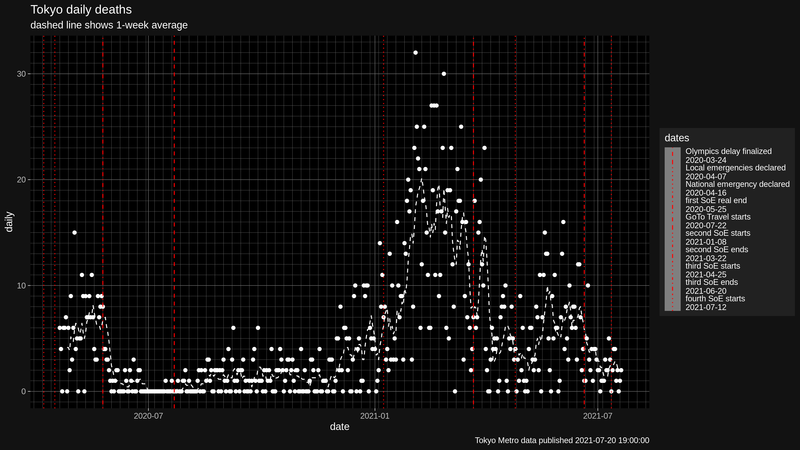 Tokyo daily deaths
dashed line shows 1-week average
daily
30
20
10
0
2020-07
2021-01
2021-07
date
dates
Olympics delay finalized
2020-03-24
Local emergencies declared
2020-04-07
National emergency declared
2020-04-16
first SoE real end
2020-05-25
GoTo Travel starts
2020-07-22
second SoE starts
2021-01-08
second SoE ends
2021-03-22
third SoE starts
2021-04-25
third SoE ends
2021-06-20
fourth SoE starts
2021-07-12
Tokyo Metro data published 2021-07-20 19:00:00